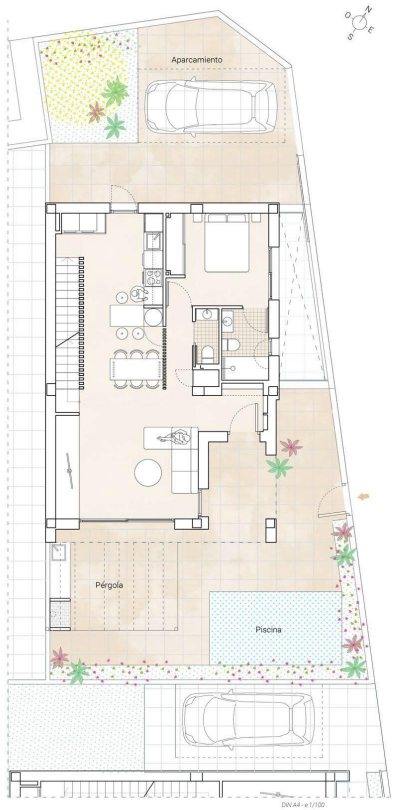 N
O
E
S
Aparcamiento
Pérgola
Piscina
DIN A4 - e 1/100